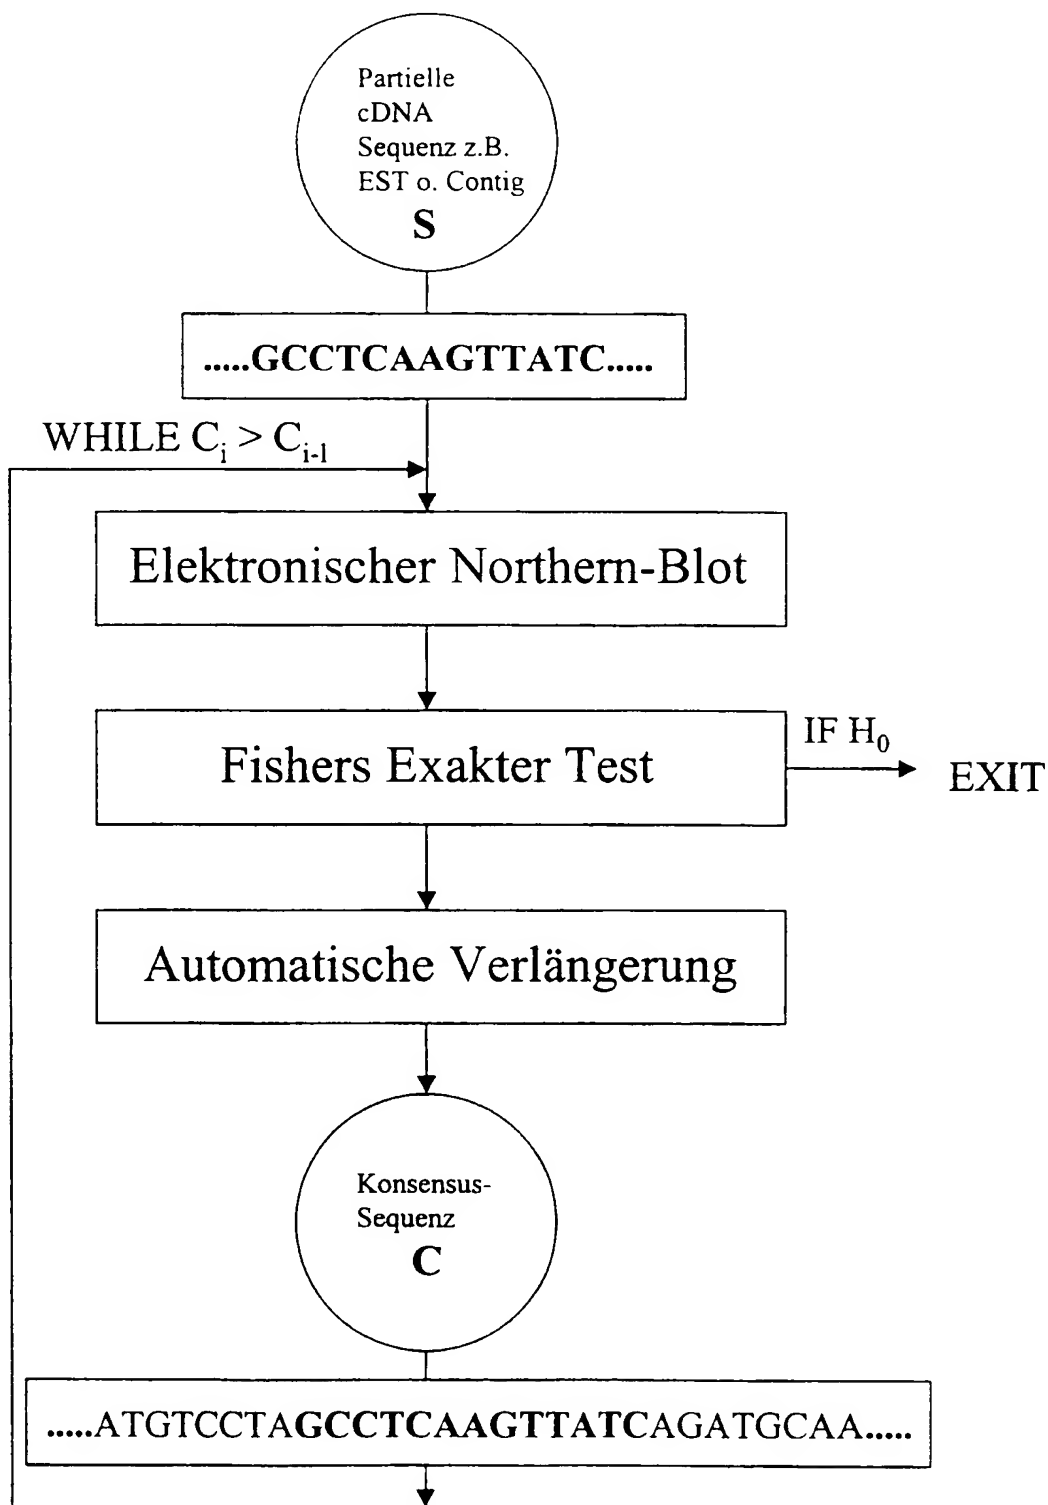 Partielle
cDNA
Sequenz z.B.
EST o. Contig
S
.....GCCTCAAGTTATC.....
WHILE Cᵢ > Cᵢ₋₁
Elektronischer Northern-Blot
Fishers Exakter Test
IF H₀
EXIT
Automatische Verlängerung
Konsensus-
Sequenz
C
.....ATGTCCTAGCCTCAAGTTATCAGATGCAA.....